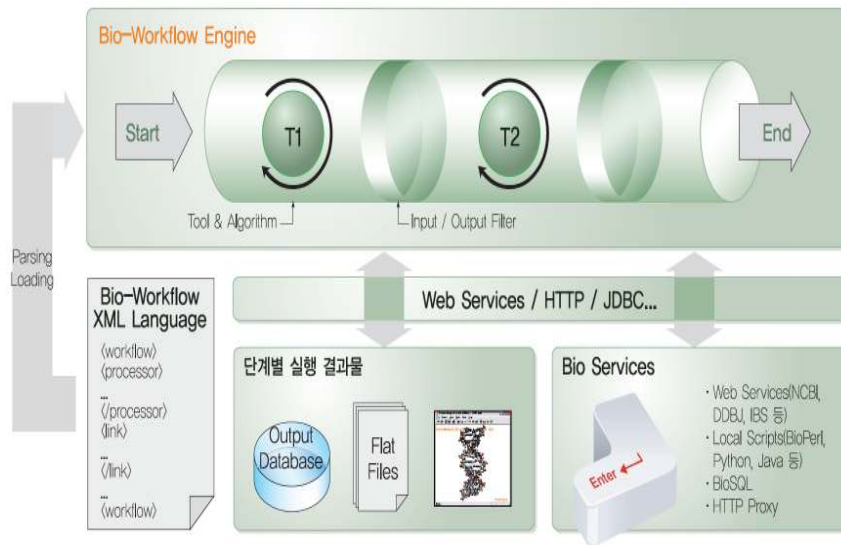 Bio-Workflow Engine
Start
T1
T2
End
Tool & Algorithm
Input / Output Filter
Parsing
Loading
Bio-Workflow
XML Language
<workflow>
<processor>
...
</processor>
<link>
...
</link>
...
<workflow>
Web Services / HTTP / JDBC...
단계별 실행 결과물
Output
Database
Flat
Files
Bio Services
Enter
· Web Services(NCBI,
DDBJ, IBS 등)
· Local Scripts(BioPerl,
Python, Java 등)
· BioSQL
· HTTP Proxy